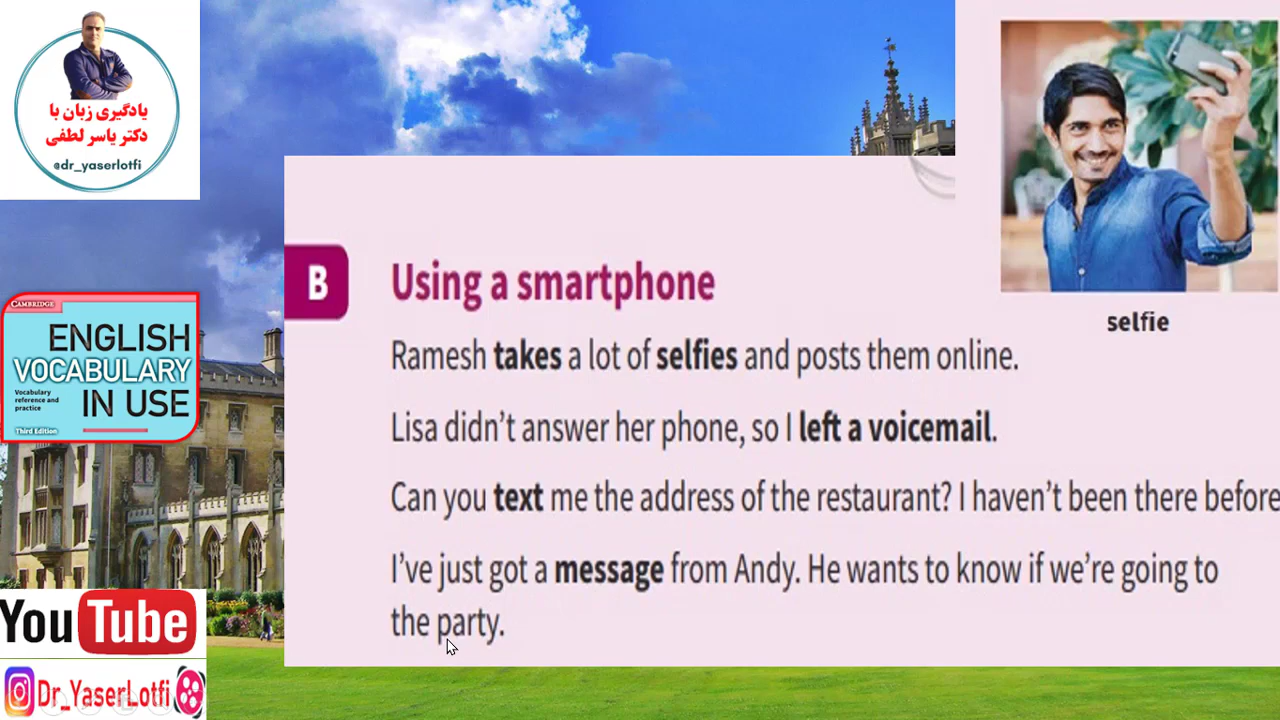 یادگیری زبان با
دکتر یاسر لطفی
@dr_yaserlotfi
CAMBRIDGE
ENGLISH
VOCABULARY
IN USE
Vocabulary
reference and
practice
Third Edition
YouTube
Dr_YaserLotfi
selfie
B
Using a smartphone
Ramesh takes a lot of selfies and posts them online.
Lisa didn't answer her phone, so I left a voicemail.
Can you text me the address of the restaurant? I haven't been there before
I've just got a message from Andy. He wants to know if we're going to
the party.